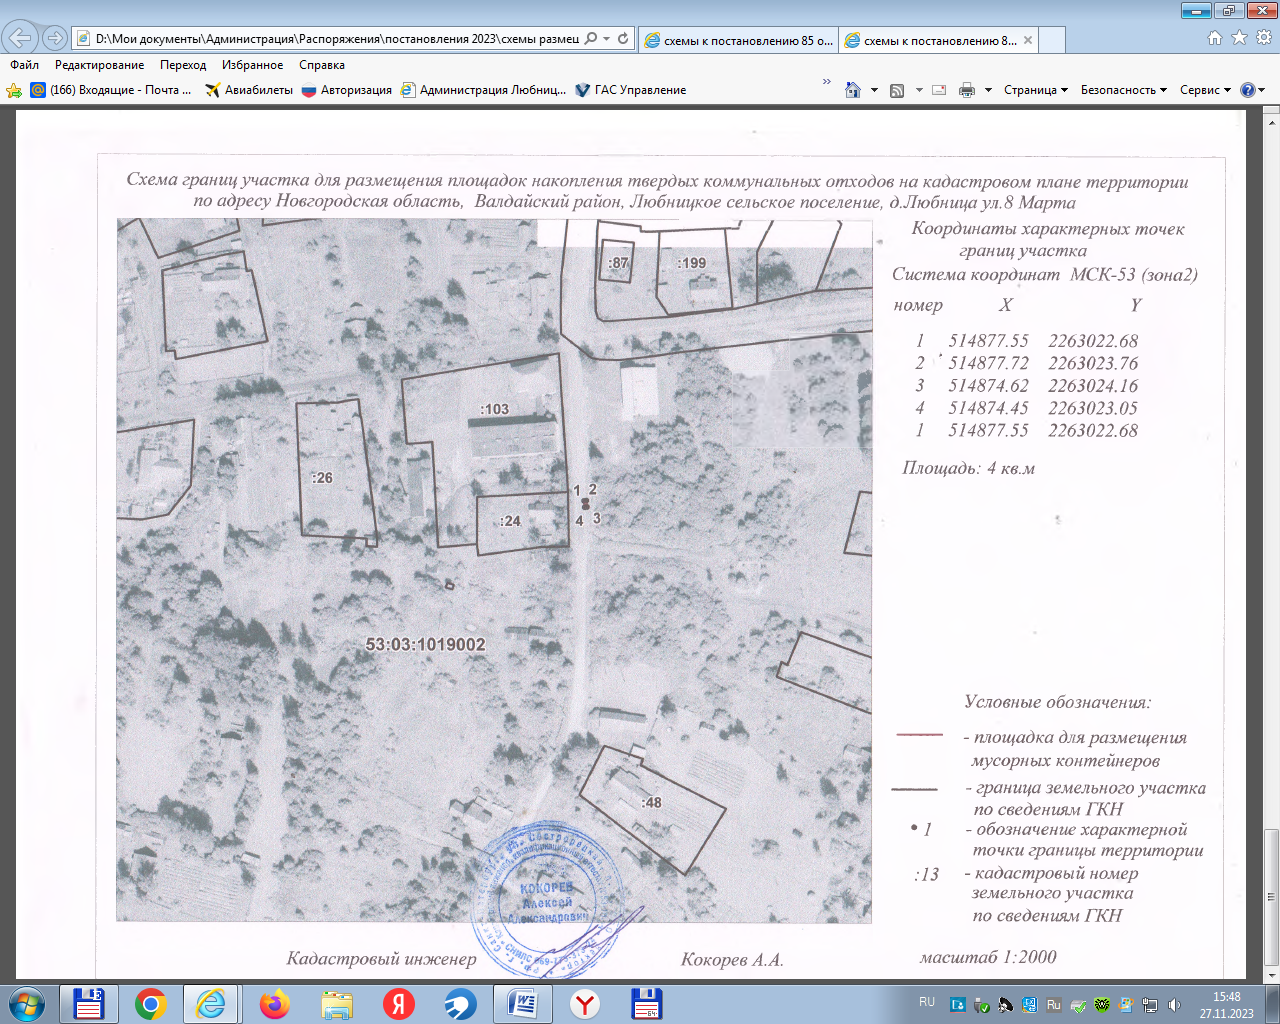 D:\Мои документы\Администрация\Распоряжения\постановления 2023\схемы размещ
схемы к постановлению 85 о...
схемы к постановлению 8...
Файл Редактирование Переход Избранное Справка
(166) Входящие - Почта ... Авиабилеты Авторизация Администрация Любниц... ГАС Управление
Страница Безопасность Сервис
Схема границ участка для размещения площадок накопления твердых коммунальных отходов на кадастровом плане территории
по адресу Новгородская область, Валдайский район, Любницкое сельское поселение, д.Любница ул.8 Марта
Координаты характерных точек
границ участка
Система координат МСК-53 (зона2)
номер X Y
1 514877.55 2263022.68
2 514877.72 2263023.76
3 514874.62 2263024.16
4 514874.45 2263023.05
1 514877.55 2263022.68
Площадь: 4 кв.м
:87
:199
:103
:26
1 2
:24
4 3
53:03:1019002
:48
Условные обозначения:
- площадка для размещения
мусорных контейнеров
- граница земельного участка
по сведениям ГКН
1 - обозначение характерной
точки границы территории
:13 - кадастровый номер
земельного участка
по сведениям ГКН
КОКОРЕВ
Алексей
Александрович
Кадастровый инженер
Кокорев А.А.
масштаб 1:2000
RU
Ru
15:48
27.11.2023